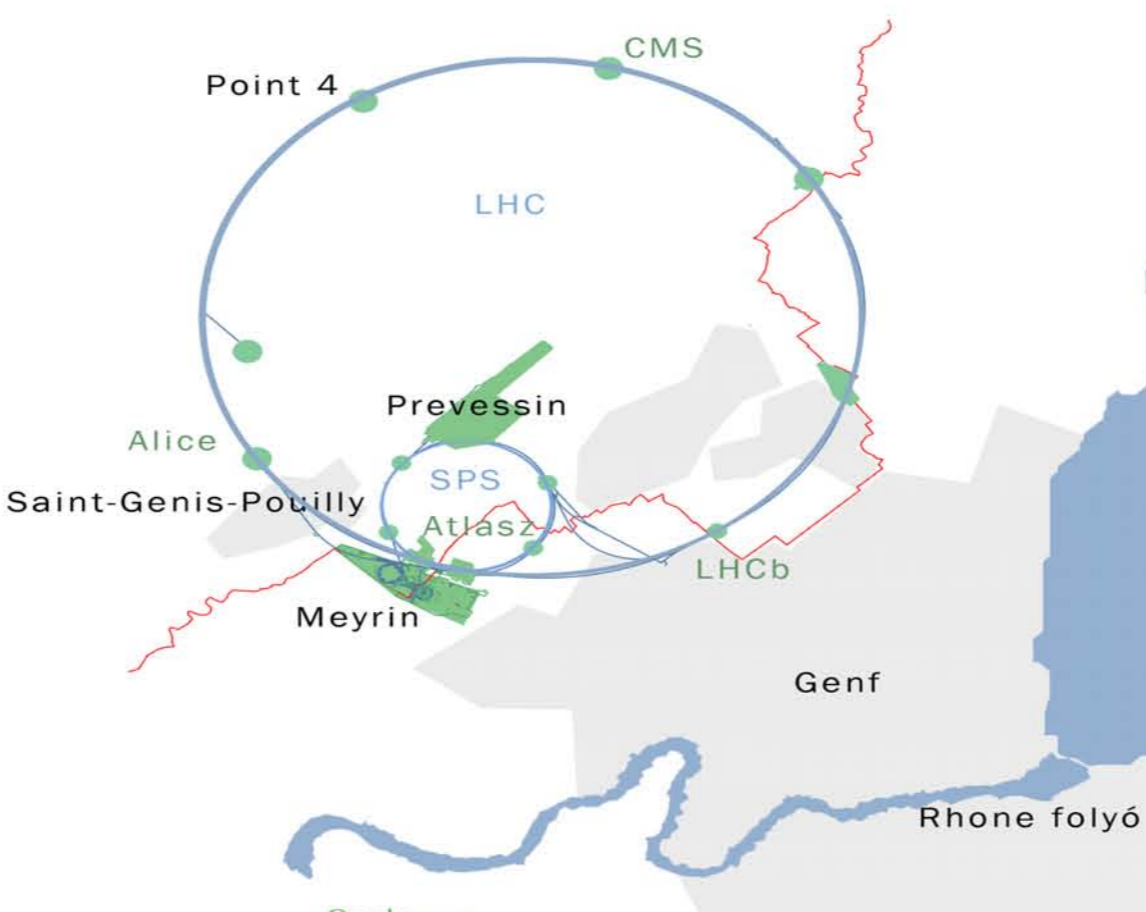 CMS
Point 4
LHC
Prevessin
Alice
SPS
Saint-Genis-Pouilly
Atlasz
LHCb
Meyrin
Genf
Rhone folyó